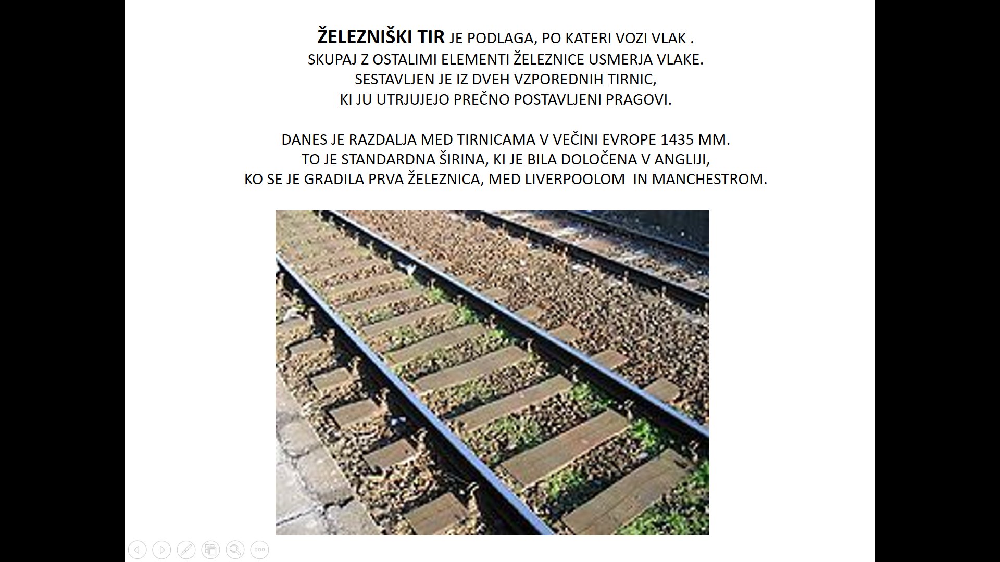 ŽELEZNIŠKI TIR JE PODLAGA, PO KATERI VOZI VLAK .
SKUPAJ Z OSTALIMI ELEMENTI ŽELEZNICE USMERJA VLAKE.
SESTAVLJEN JE IZ DVEH VZPOREDNIH TIRNIC,
KI JU UTRJUJEJO PREČNO POSTAVLJENI PRAGOVI.
DANES JE RAZDALJA MED TIRNICAMA V VEČINI EVROPE 1435 MM.
TO JE STANDARDNA ŠIRINA, KI JE BILA DOLOČENA V ANGLIJI,
KO SE JE GRADILA PRVA ŽELEZNICA, MED LIVERPOOLOM  IN MANCHESTROM.